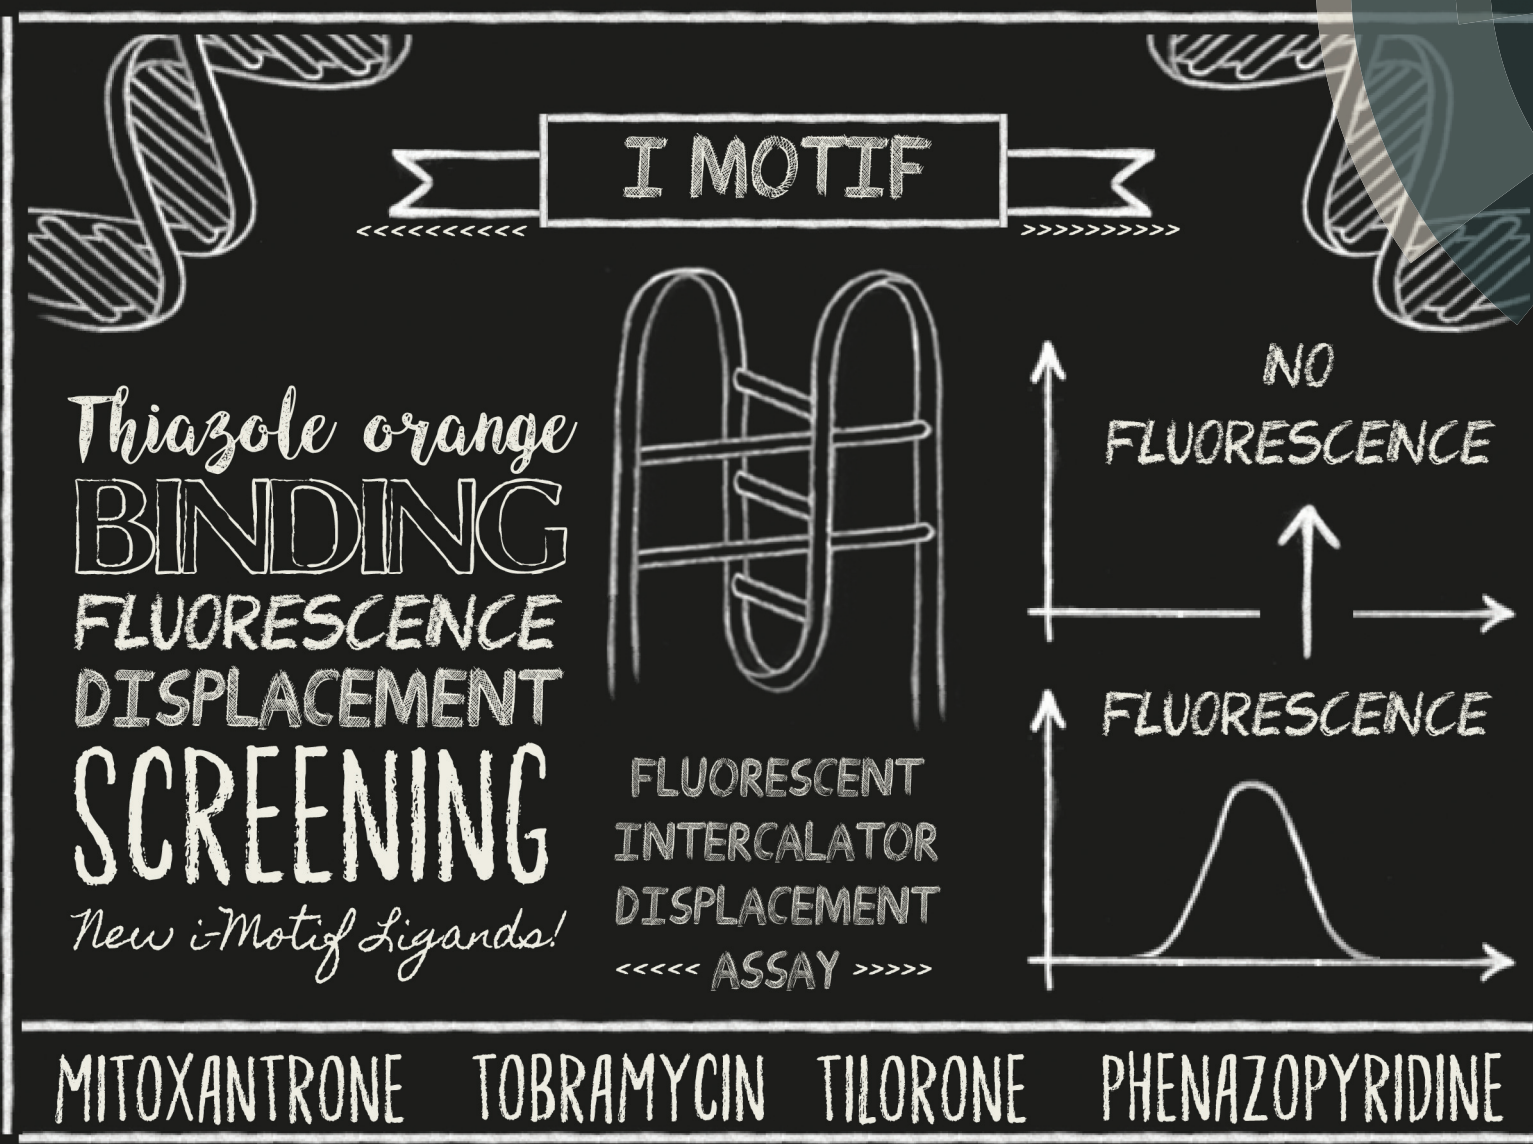 I MOTIF
<<<<<<<<<< >>>>>>>>>>
Thiazole orange
BINDING
FLUORESCENCE
DISPLACEMENT
SCREENING
New i-Motif Ligands!
FLUORESCENT
INTERCALATOR
DISPLACEMENT
<<<<< ASSAY >>>>>
NO
FLUORESCENCE
FLUORESCENCE
MITOXANTRONE TOBRAMYCIN TILORONE PHENAZOPYRIDINE